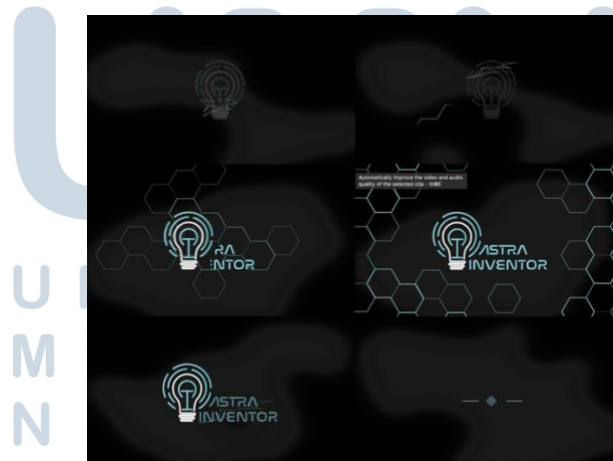 U
U
M
N
RA
NTOR
Automatically improve the video and audio
quality of the selected clip -
ASTRA
INVENTOR
ASTRA
INVENTOR